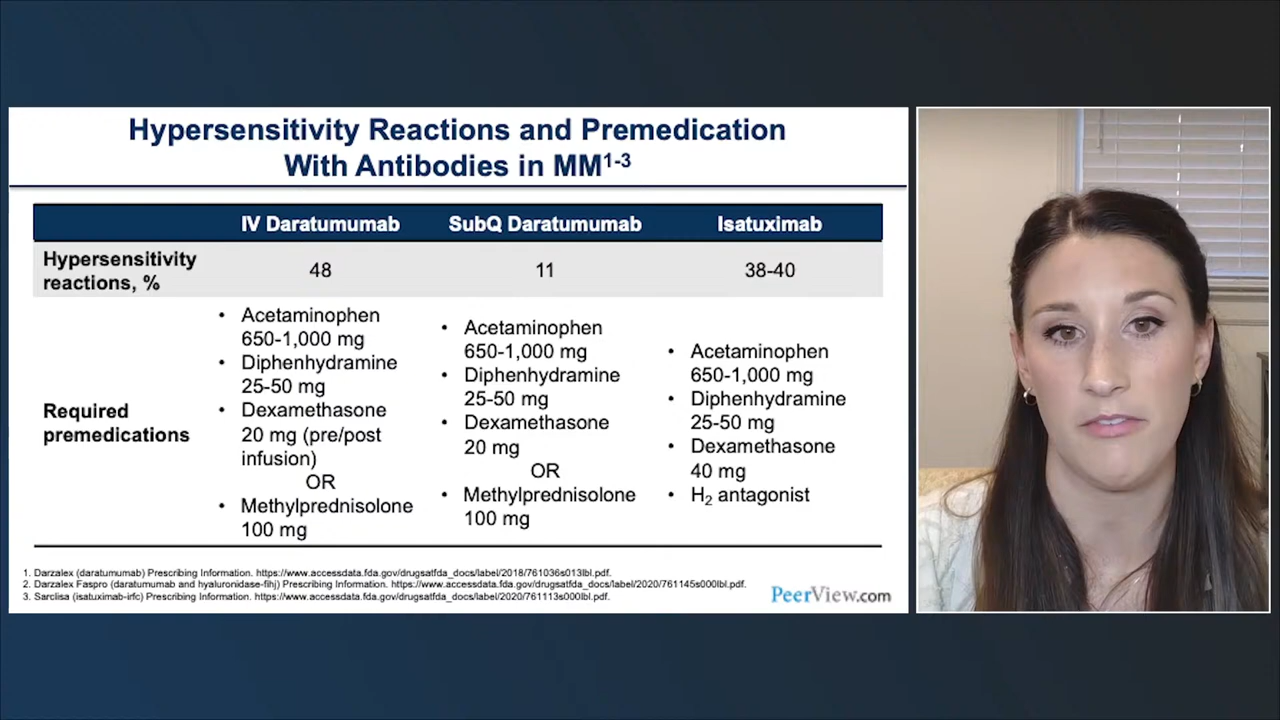 Hypersensitivity Reactions and Premedication
With Antibodies in MM1-3
IV Daratumumab
SubQ Daratumumab
Isatuximab
Hypersensitivity
reactions, %
48
11
38-40
Required
premedications
• Acetaminophen
650-1,000 mg
• Diphenhydramine
25-50 mg
• Dexamethasone
20 mg (pre/post
infusion)
OR
• Methylprednisolone
100 mg
• Acetaminophen
650-1,000 mg
• Diphenhydramine
25-50 mg
• Dexamethasone
20 mg
OR
• Methylprednisolone
100 mg
• Acetaminophen
650-1,000 mg
• Diphenhydramine
25-50 mg
• Dexamethasone
40 mg
• H2 antagonist
1. Darzalex (daratumumab) Prescribing Information. https://www.accessdata.fda.gov/drugsatfda_docs/label/2018/761036s013lbl.pdf.
2. Darzalex Faspro (daratumumab and hyaluronidase-fihj) Prescribing Information. https://www.accessdata.fda.gov/drugsatfda_docs/label/2020/761145s000lbl.pdf.
3. Sarclisa (isatuximab-irfc) Prescribing Information. https://www.accessdata.fda.gov/drugsatfda_docs/label/2020/761113s000lbl.pdf.
PeerView.com